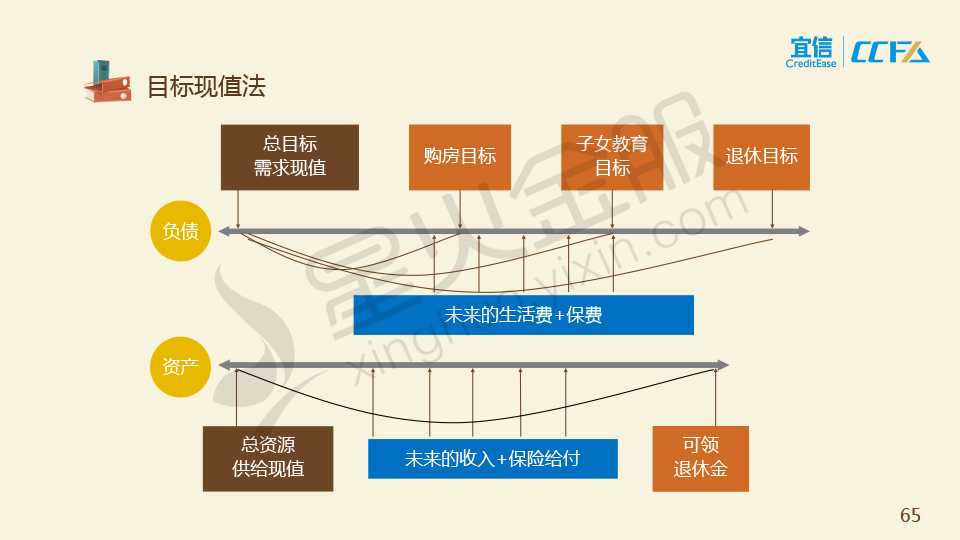 宜信
CreditEase
CCFA
目标现值法
总目标
需求现值
购房目标
子女教育
目标
退休目标
负债
未来的生活费+保费
资产
总资源
供给现值
未来的收入+保险给付
可领
退休金
星火金服
xinghuo.yixin.com
65